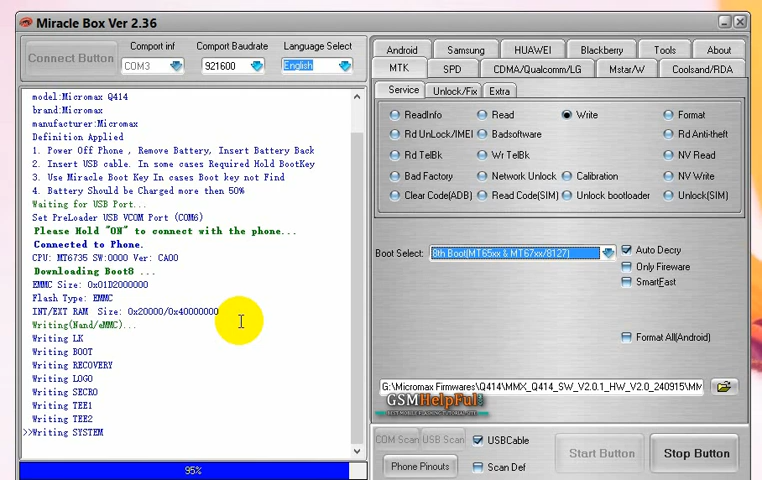 Miracle Box Ver 2.36
Connect Button
Comport inf
Comport Baudrate
Language Select
COM3
921600
English
model:Micromax Q414
brand:Micromax
manufacturer:Micromax
Definition Applied
1. Power Off Phone , Remove Battery, Insert Battery Back
2. Insert USB cable. In some cases Required Hold BootKey
3. Use Miracle Boot Key In cases Boot key not Find
4. Battery Should be Charged more then 50%
Waiting for USB Port...
Set PreLoader USB VCOM Port (COM6)
Please Hold "ON" to connect with the phone...
Connected to Phone.
CPU: MT6735 SW:0000 Ver: CA00
Downloading Boot8 ...
EMMC Size: 0x01D2000000
Flash Type: EMMC
INT/EXT RAM Size: 0x20000/0x40000000
Writing(Nand/eMMC)...
Writing LK
Writing BOOT
Writing RECOVERY
Writing LOGO
Writing SECRO
Writing TEE1
Writing TEE2
>>Writing SYSTEM
95%
Android Samsung HUAWEI Blackberry Tools About
MTK SPD CDMA/Qualcomm/LG Mstar/W Coolsand/RDA
Service Unlock/Fix Extra
ReadInfo Read Write Format
Rd UnLock/IMEI Badsoftware Rd Anti-theft
Rd TelBk Wr TelBk NV Read
Bad Factory Network Unlock Calibration NV Write
Clear Code(ADB) Read Code(SIM) Unlock bootloader Unlock(SIM)
Boot Select: 8th Boot(MT65xx & MT67xx/8127) Auto Decry
Only Fireware
SmartFast
Format All(Android)
G:\Micromax Firmwares\Q414\MMX_Q414_SW_V2.0.1_HW_V2.0_240915\MM
GSMHelpFul
COM Scan USB Scan USBCable
Phone Pinouts Scan Def
Start Button
Stop Button